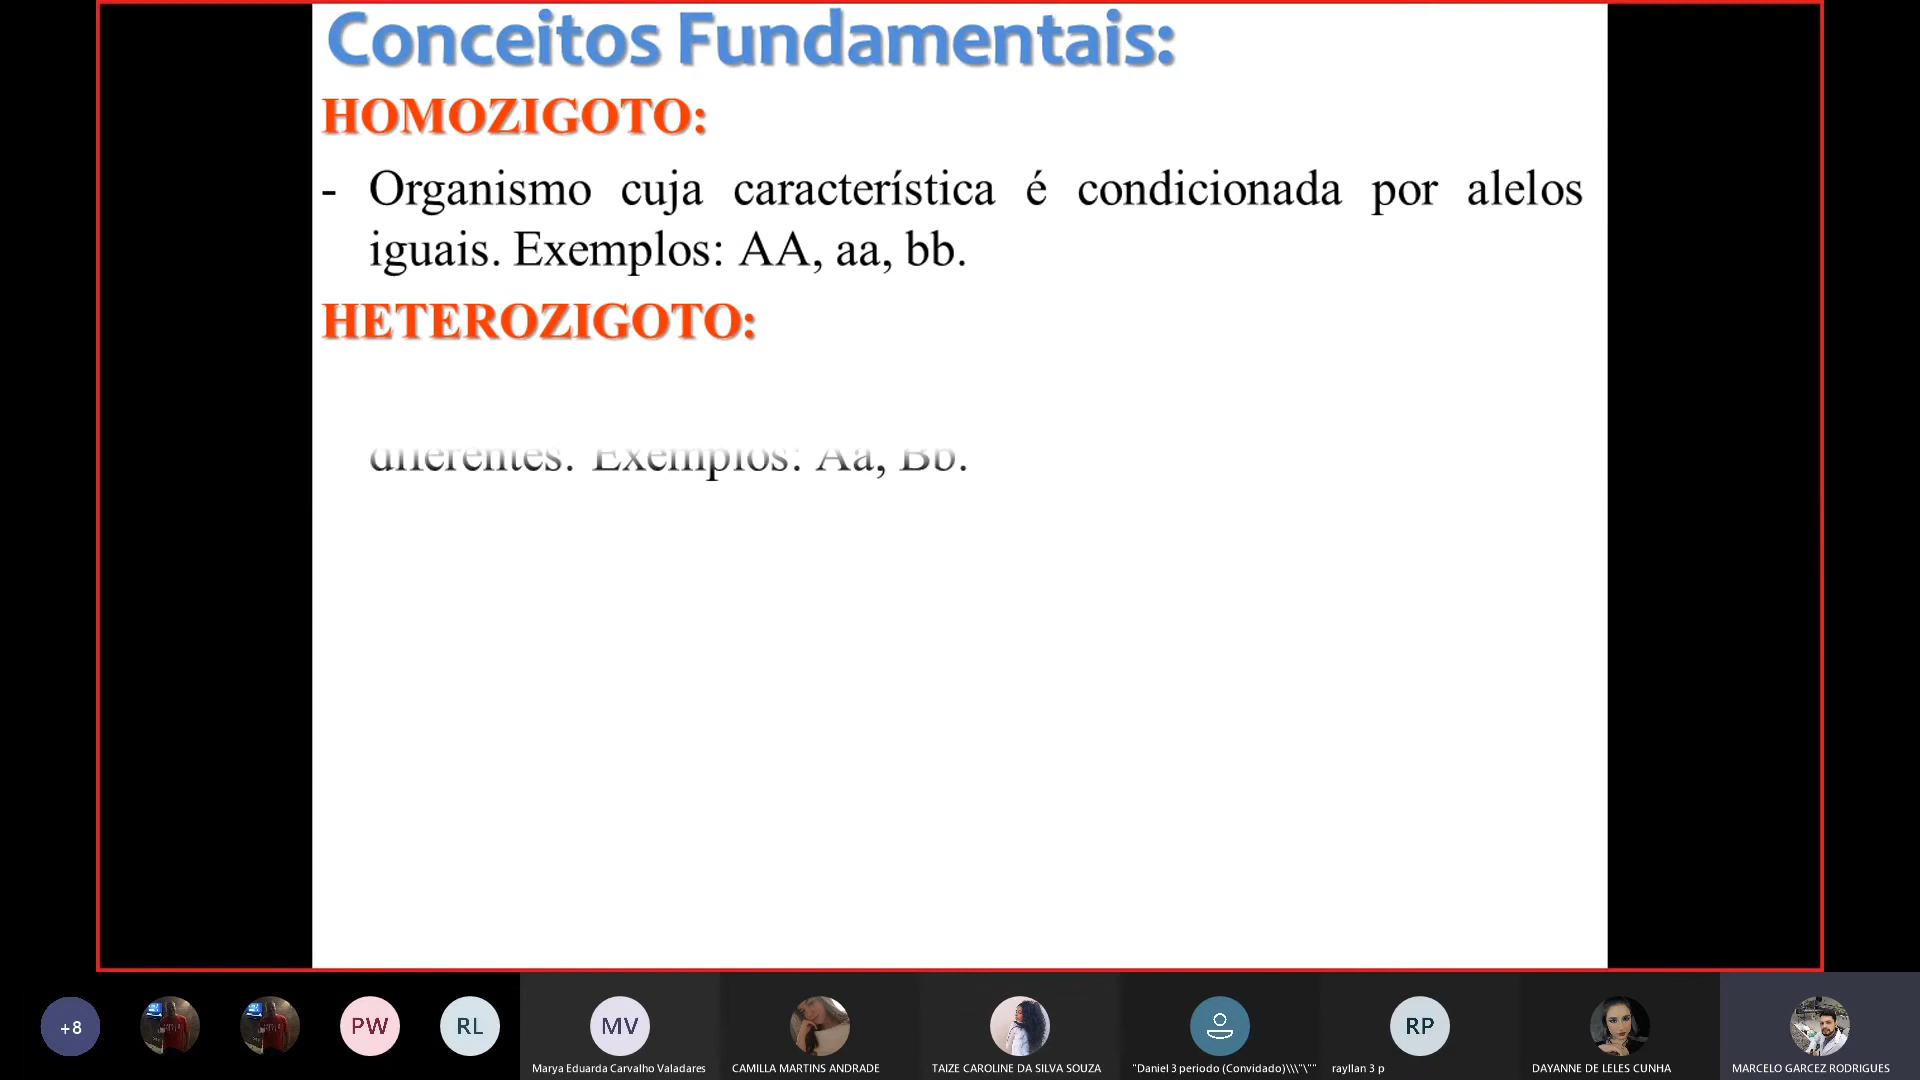 Conceitos Fundamentais:
HOMOZIGOTO:
- Organismo cuja característica é condicionada por alelos
iguais. Exemplos: AA, aa, bb.
HETEROZIGOTO:
diferentes. Exemplos: Aa, Bb.
+8
PW
RL
MV
RP
Marya Eduarda Carvalho Valadares
CAMILLA MARTINS ANDRADE
TAIZE CAROLINE DA SILVA SOUZA
"Daniel 3 periodo (Convidado)\\\"\""
rayllan 3 p
DAYANNE DE LELES CUNHA
MARCELO GARCEZ RODRIGUES